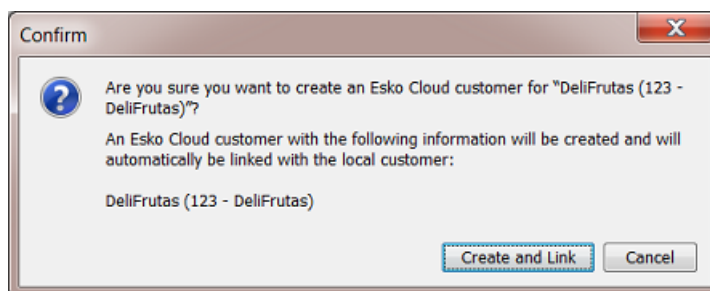 Confirm
Are you sure you want to create an Esko Cloud customer for “DeliFrutas (123 -
DeliFrutas)”?
An Esko Cloud customer with the following information will be created and will
automatically be linked with the local customer:
DeliFrutas (123 - DeliFrutas)
Create and Link Cancel